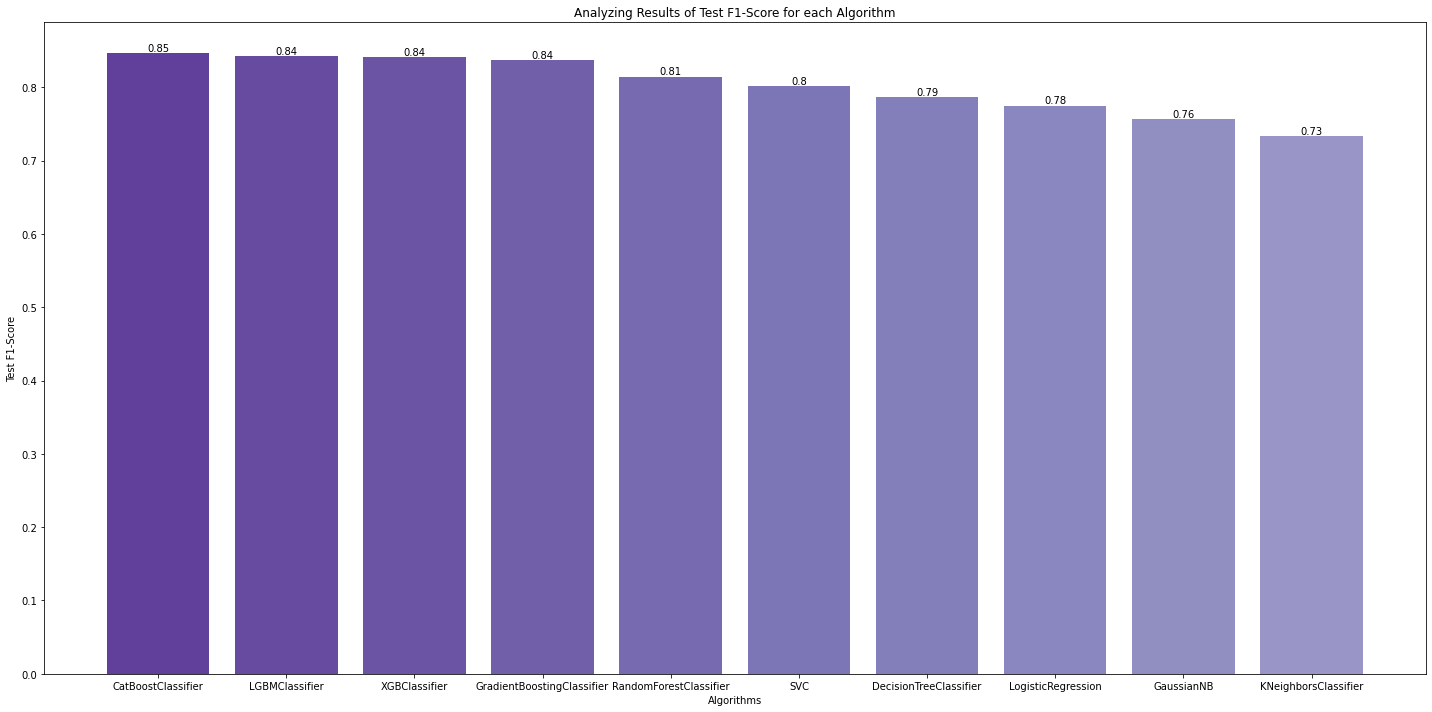 Analyzing Results of Test F1-Score for each Algorithm
0.85
0.84
0.84
0.84
0.81
0.8
0.79
0.78
0.76
0.73
0.8
0.7
0.6
0.5
0.4
0.3
0.2
0.1
0.0
Test F1-Score
CatBoostClassifier
LGBMClassifier
XGBClassifier
GradientBoostingClassifier
RandomForestClassifier
SVC
DecisionTreeClassifier
LogisticRegression
GaussianNB
KNeighborsClassifier
Algorithms